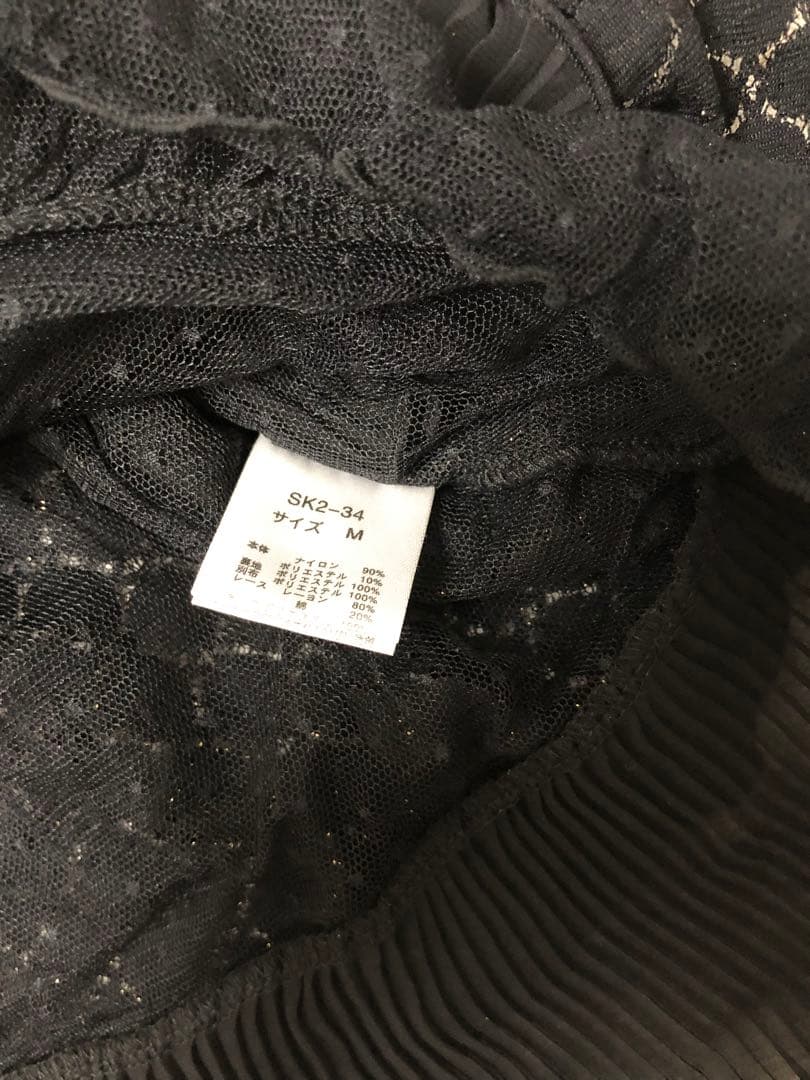 SK2-34
サイズ M
本体 ナイロン 90%
ポリエステル 10%
裏地 ポリエステル 100%
別布 ポリエステル 100%
レース レーヨン 80%
綿 20%